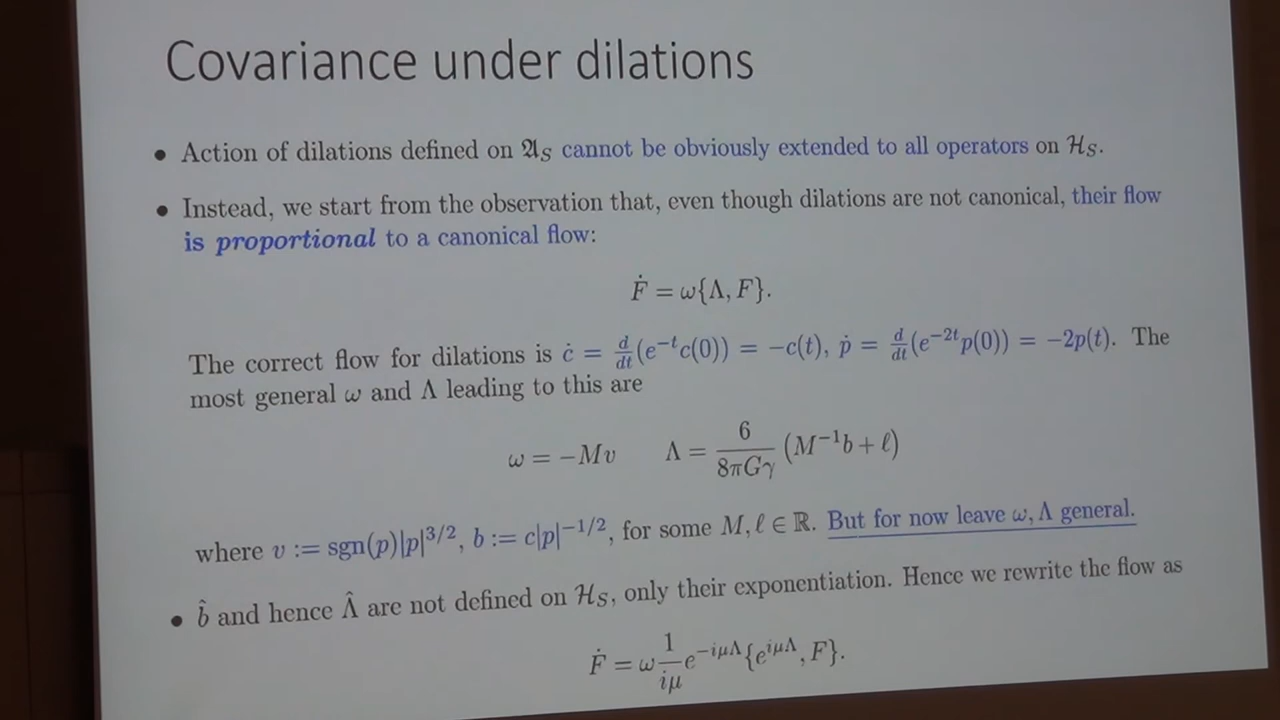 Covariance under dilations
• Action of dilations defined on 𝔄_S cannot be obviously extended to all operators on ℋ_S.
• Instead, we start from the observation that, even though dilations are not canonical, their flow
is proportional to a canonical flow:
Ḟ = ω{Λ, F}.
The correct flow for dilations is ċ = d/dt(e^{-t}c(0)) = −c(t), ṗ = d/dt(e^{-2t}p(0)) = −2p(t). The
most general ω and Λ leading to this are
ω = −Mv Λ = 6/(8πGγ) (M^{-1}b + ℓ)
where v := sgn(p)|p|^{3/2}, b := c|p|^{-1/2}, for some M, ℓ ∈ ℝ. But for now leave ω, Λ general.
• b̂ and hence Λ̂ are not defined on ℋ_S, only their exponentiation. Hence we rewrite the flow as
Ḟ = ω 1/(iμ) e^{-iμΛ}{e^{iμΛ}, F}.